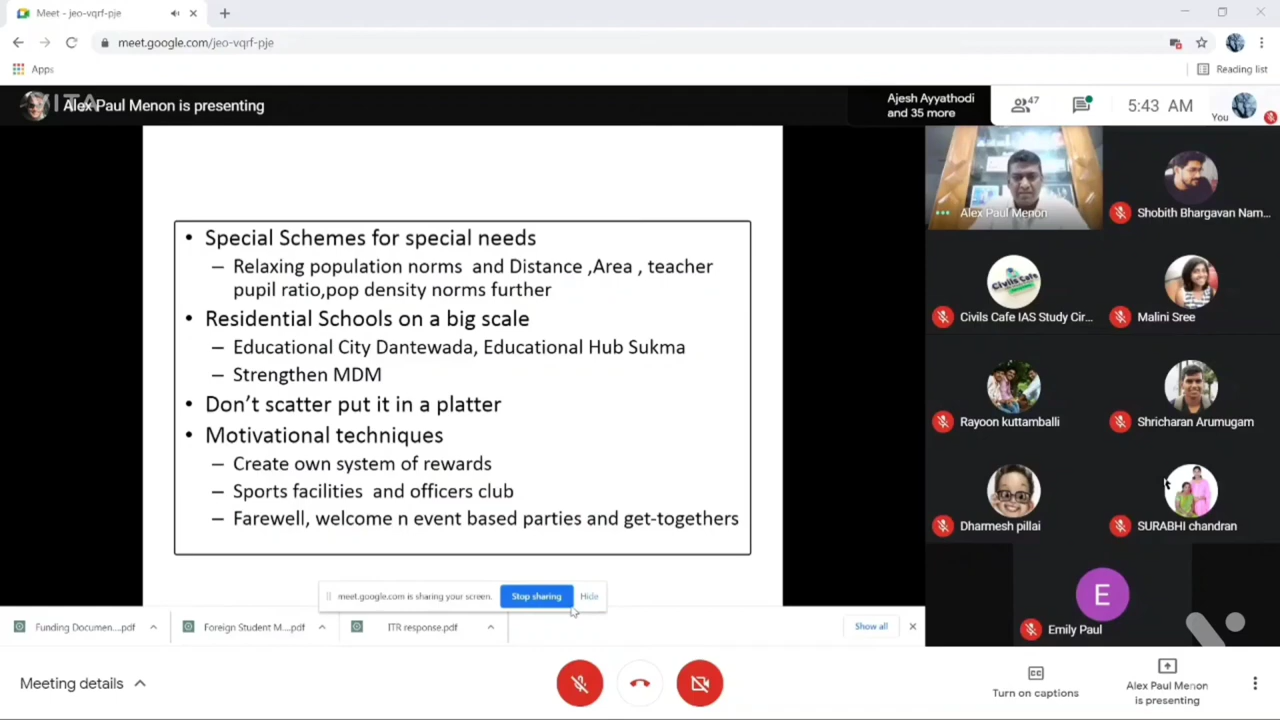 Meet - jeo-vqrf-pje
meet.google.com/jeo-vqrf-pje
Apps
Reading list
VITA
Alex Paul Menon is presenting
Ajesh Ayyathodi
and 35 more
47
5:43 AM
You
• Special Schemes for special needs
– Relaxing population norms and Distance ,Area , teacher
pupil ratio,pop density norms further
• Residential Schools on a big scale
– Educational City Dantewada, Educational Hub Sukma
– Strengthen MDM
• Don’t scatter put it in a platter
• Motivational techniques
– Create own system of rewards
– Sports facilities and officers club
– Farewell, welcome n event based parties and get-togethers
Alex Paul Menon
Shobith Bhargavan Nam...
Civils Cafe
Civils Cafe IAS Study Cir...
Malini Sree
Rayoon kuttamballi
Shricharan Arumugam
Dharmesh pillai
SURABHI chandran
E
Emily Paul
meet.google.com is sharing your screen.
Stop sharing
Hide
Funding Documen....pdf
Foreign Student M....pdf
ITR response.pdf
Show all
Meeting details
CC
Turn on captions
Alex Paul Menon
is presenting